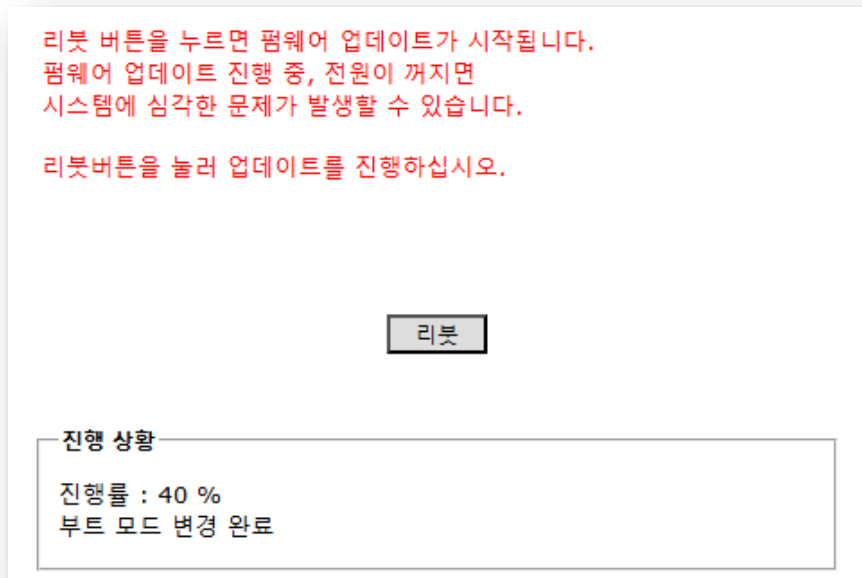 리붓 버튼을 누르면 펌웨어 업데이트가 시작됩니다.
펌웨어 업데이트 진행 중, 전원이 꺼지면
시스템에 심각한 문제가 발생할 수 있습니다.
리붓버튼을 눌러 업데이트를 진행하십시오.
리붓
진행 상황
진행률 : 40 %
부트 모드 변경 완료